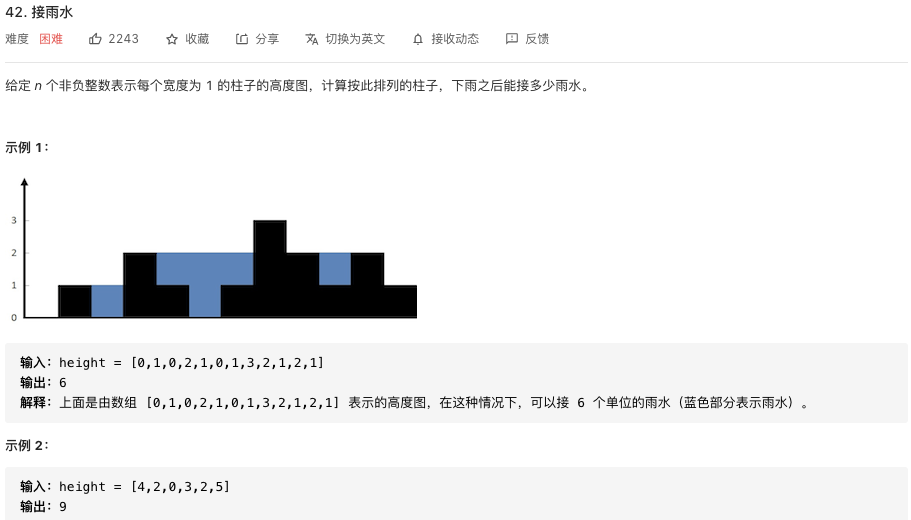 42. 接雨水
难度 困难 2243 收藏 分享 切换为英文 接收动态 反馈
给定 n 个非负整数表示每个宽度为 1 的柱子的高度图，计算按此排列的柱子，下雨之后能接多少雨水。
示例 1：
3
2
1
0
输入：height = [0,1,0,2,1,0,1,3,2,1,2,1]
输出：6
解释：上面是由数组 [0,1,0,2,1,0,1,3,2,1,2,1] 表示的高度图，在这种情况下，可以接 6 个单位的雨水（蓝色部分表示雨水）。
示例 2：
输入：height = [4,2,0,3,2,5]
输出：9